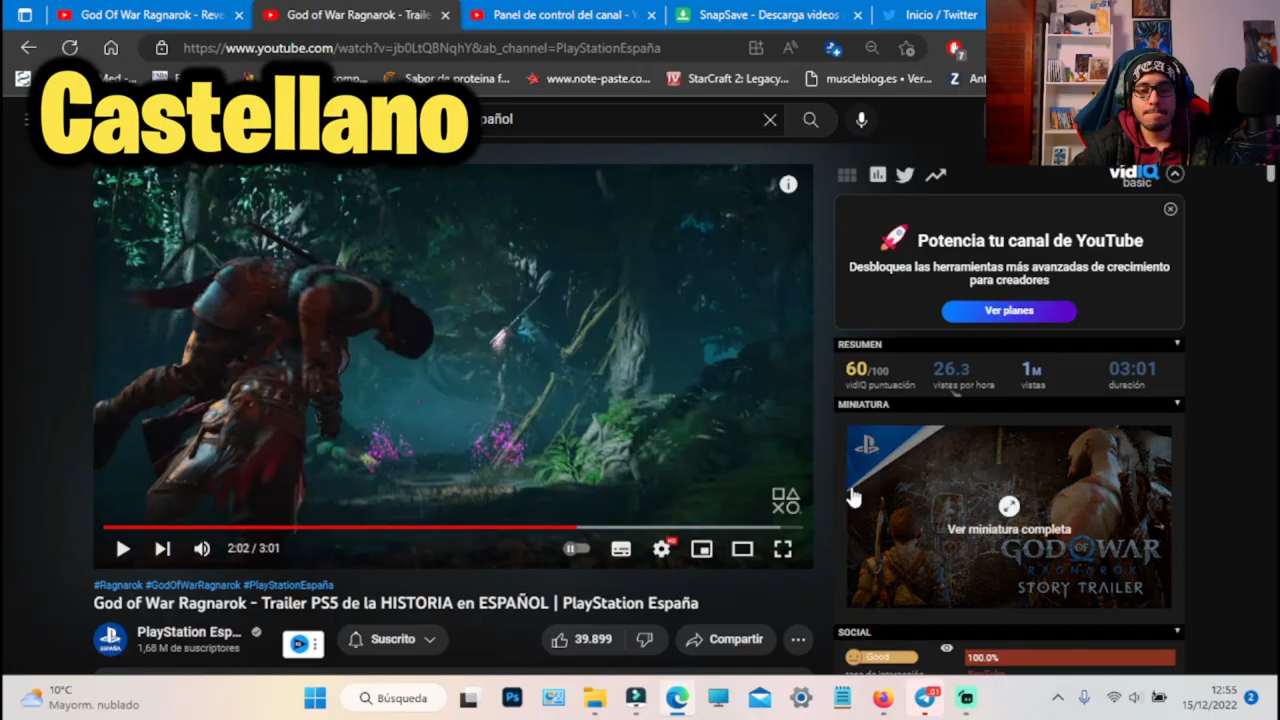 God Of War Ragnarok - Reve
God of War Ragnarok - Traile
Panel de control del canal - Y
SnapSave - Descarga videos
Inicio / Twitter
https://www.youtube.com/watch?v=jb0LtQBNqhY&ab_channel=PlayStationEspaña
7
Sabor de proteina f...
www.note-paste.co...
StarCraft 2: Legacy...
muscleblog.es • Ver...
Z Ant
Castellano
pañol
vidIQ
basic
Potencia tu canal de YouTube
Desbloquea las herramientas más avanzadas de crecimiento
para creadores
Ver planes
RESUMEN
60/100
26.3
1M
03:01
vidIQ puntuación
vistas por hora
vistas
duración
MINIATURA
Ver miniatura completa
GOD OF WAR
RAGNARÖK
STORY TRAILER
2:02 / 3:01
HD
#Ragnarok #GodOfWarRagnarok #PlayStationEspaña
God of War Ragnarok - Trailer PS5 de la HISTORIA en ESPAÑOL | PlayStation España
ESPAÑA
PlayStation Esp...
1,68 M de suscriptores
Suscrito
39.899
Compartir
SOCIAL
Good
100.0%
10°C
Mayorm. nublado
Búsqueda
Ps
12:55
15/12/2022
2